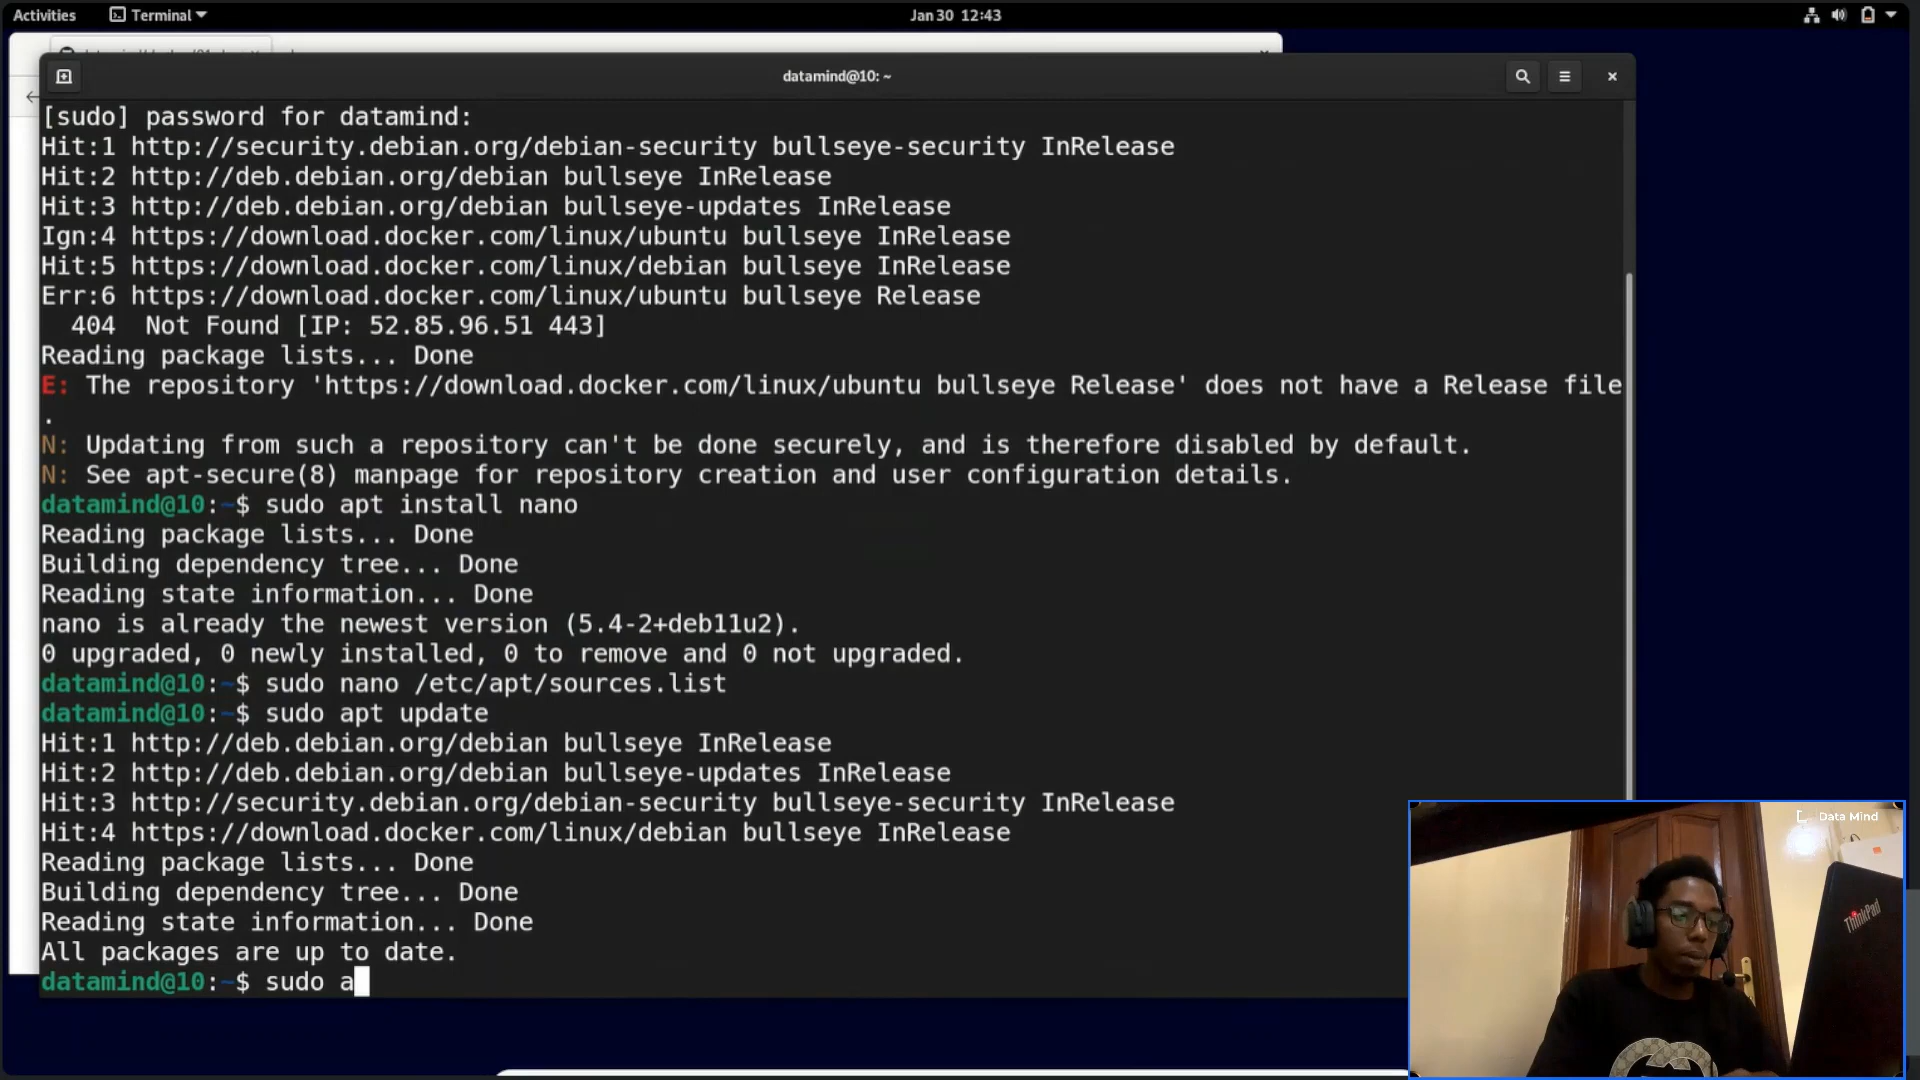 Activities
Terminal
Jan 30 12:43
datamind@10: ~
[sudo] password for datamind:
Hit:1 http://security.debian.org/debian-security bullseye-security InRelease
Hit:2 http://deb.debian.org/debian bullseye InRelease
Hit:3 http://deb.debian.org/debian bullseye-updates InRelease
Ign:4 https://download.docker.com/linux/ubuntu bullseye InRelease
Hit:5 https://download.docker.com/linux/debian bullseye InRelease
Err:6 https://download.docker.com/linux/ubuntu bullseye Release
  404  Not Found [IP: 52.85.96.51 443]
Reading package lists... Done
E: The repository 'https://download.docker.com/linux/ubuntu bullseye Release' does not have a Release file
.
N: Updating from such a repository can't be done securely, and is therefore disabled by default.
N: See apt-secure(8) manpage for repository creation and user configuration details.
datamind@10:~$ sudo apt install nano
Reading package lists... Done
Building dependency tree... Done
Reading state information... Done
nano is already the newest version (5.4-2+deb11u2).
0 upgraded, 0 newly installed, 0 to remove and 0 not upgraded.
datamind@10:~$ sudo nano /etc/apt/sources.list
datamind@10:~$ sudo apt update
Hit:1 http://deb.debian.org/debian bullseye InRelease
Hit:2 http://deb.debian.org/debian bullseye-updates InRelease
Hit:3 http://security.debian.org/debian-security bullseye-security InRelease
Hit:4 https://download.docker.com/linux/debian bullseye InRelease
Reading package lists... Done
Building dependency tree... Done
Reading state information... Done
All packages are up to date.
datamind@10:~$ sudo a
Data Mind
ThinkPad